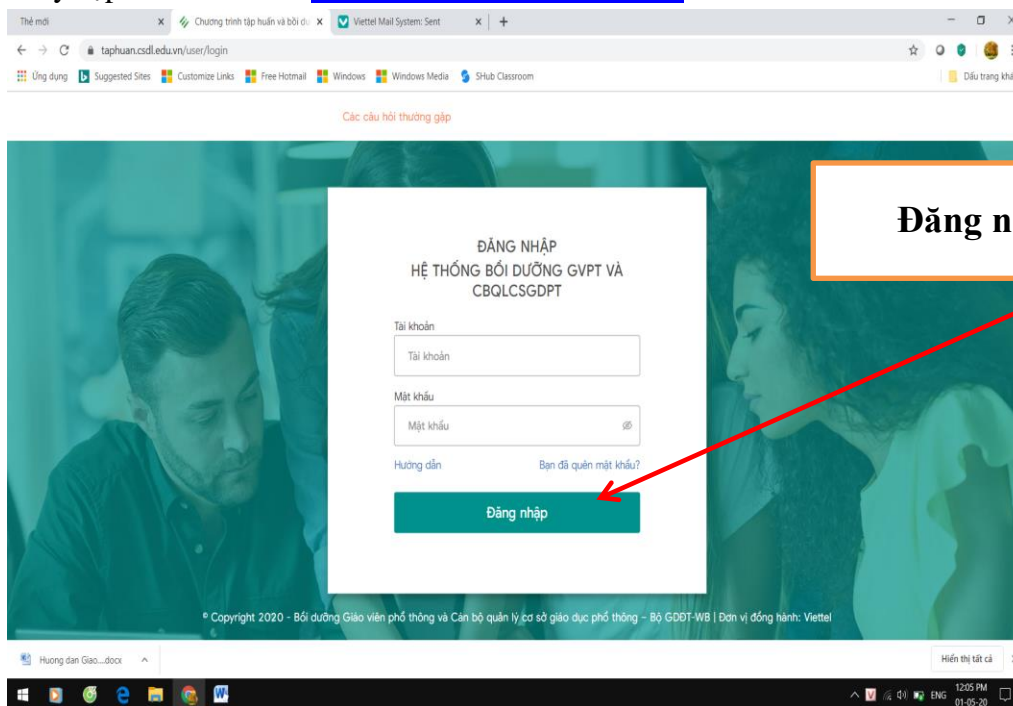 Thẻ mới
Chương trình tập huấn và bồi dư
Viettel Mail System: Sent
taphuan.csdl.edu.vn/user/login
Ứng dụng Suggested Sites Customize Links Free Hotmail Windows Windows Media SHub Classroom Dấu trang khá
Các câu hỏi thường gặp
Đăng n
ĐĂNG NHẬP
HỆ THỐNG BỒI DƯỠNG GVPT VÀ
CBQLCSGDPT
Tài khoản
Tài khoản
Mật khẩu
Mật khẩu
Hướng dẫn Bạn đã quên mật khẩu?
Đăng nhập
® Copyright 2020 - Bồi dưỡng Giáo viên phổ thông và Cán bộ quản lý cơ sở giáo dục phổ thông - Bộ GDĐT-WB | Đơn vị đồng hành: Viettel
Huong dan Giao....docx Hiển thị tất cả
ENG 12:05 PM
01-05-20